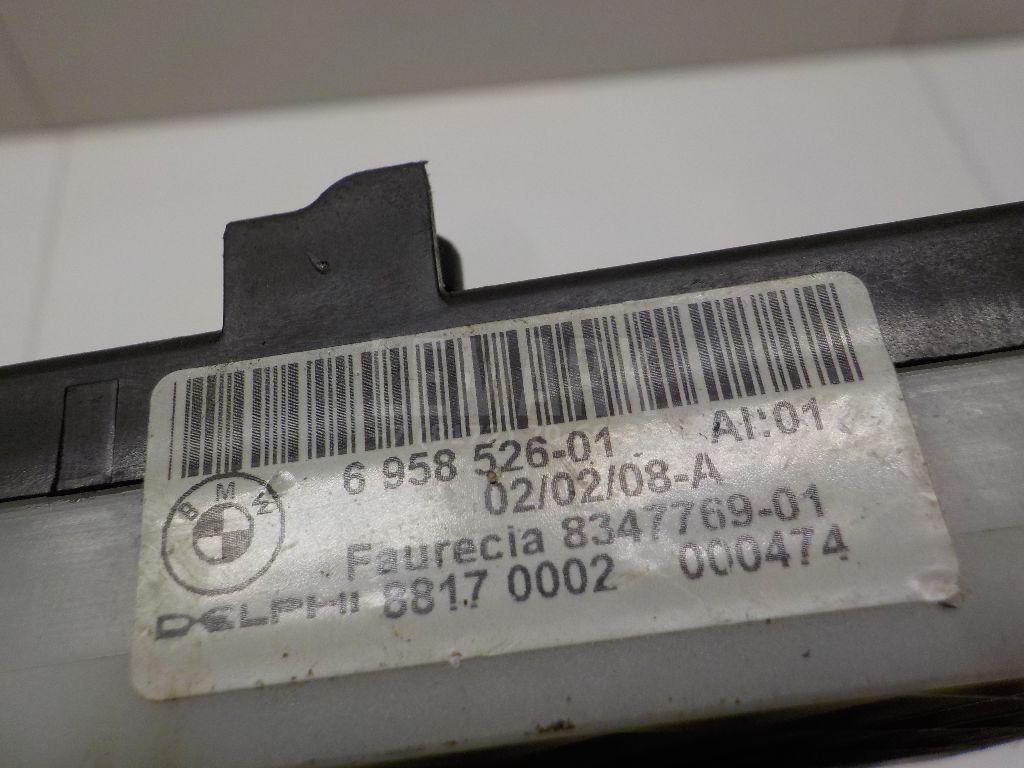 6 958 526-01 AI:01
02/02/08-A
BMW
Faurecia 8347769-01
DELPHI 8817 0002 000474